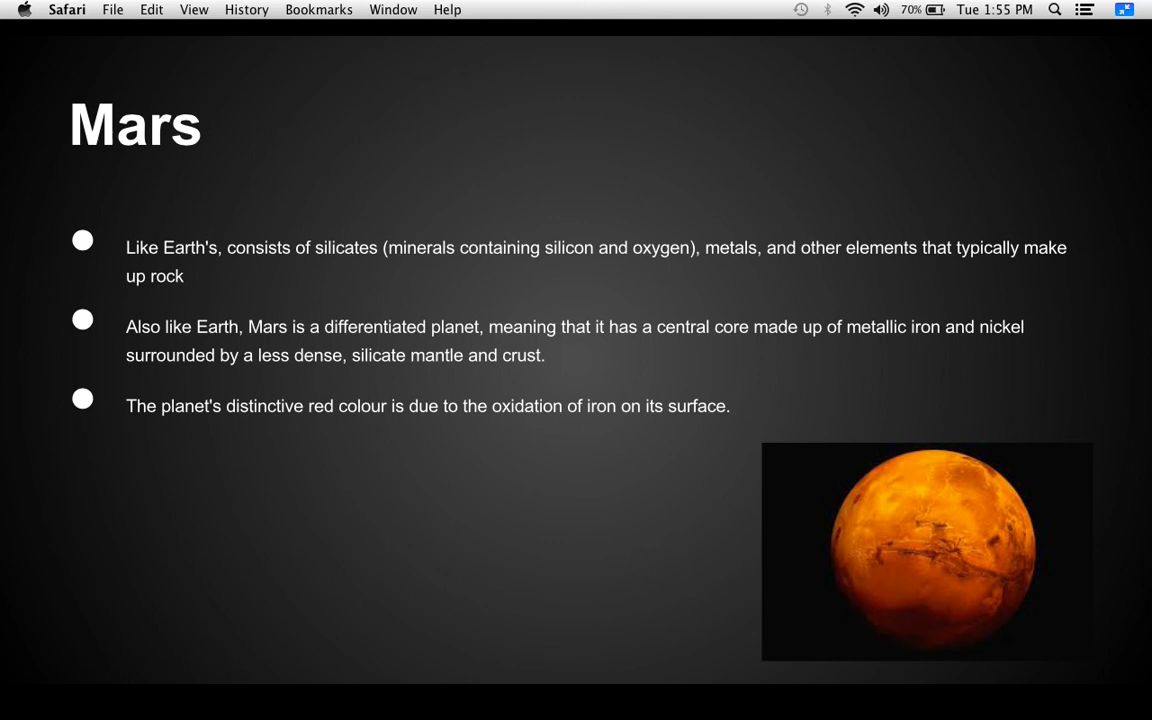 Safari File Edit View History Bookmarks Window Help 70% Tue 1:55 PM
Mars
Like Earth's, consists of silicates (minerals containing silicon and oxygen), metals, and other elements that typically make
up rock
Also like Earth, Mars is a differentiated planet, meaning that it has a central core made up of metallic iron and nickel
surrounded by a less dense, silicate mantle and crust.
The planet's distinctive red colour is due to the oxidation of iron on its surface.